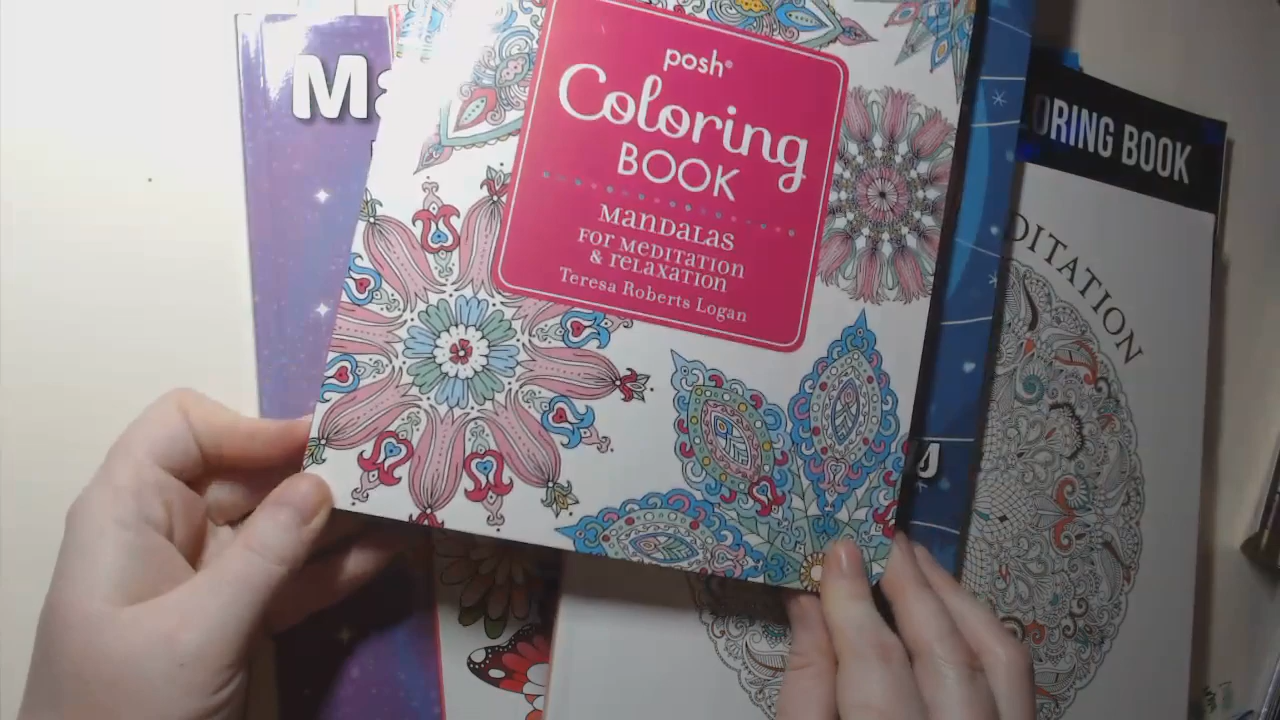 posh®
Coloring
BOOK
MANDALAS
FOR MEDITATION
& RELAXATION
Teresa Roberts Logan
Ma
ORING BOOK
DITATION